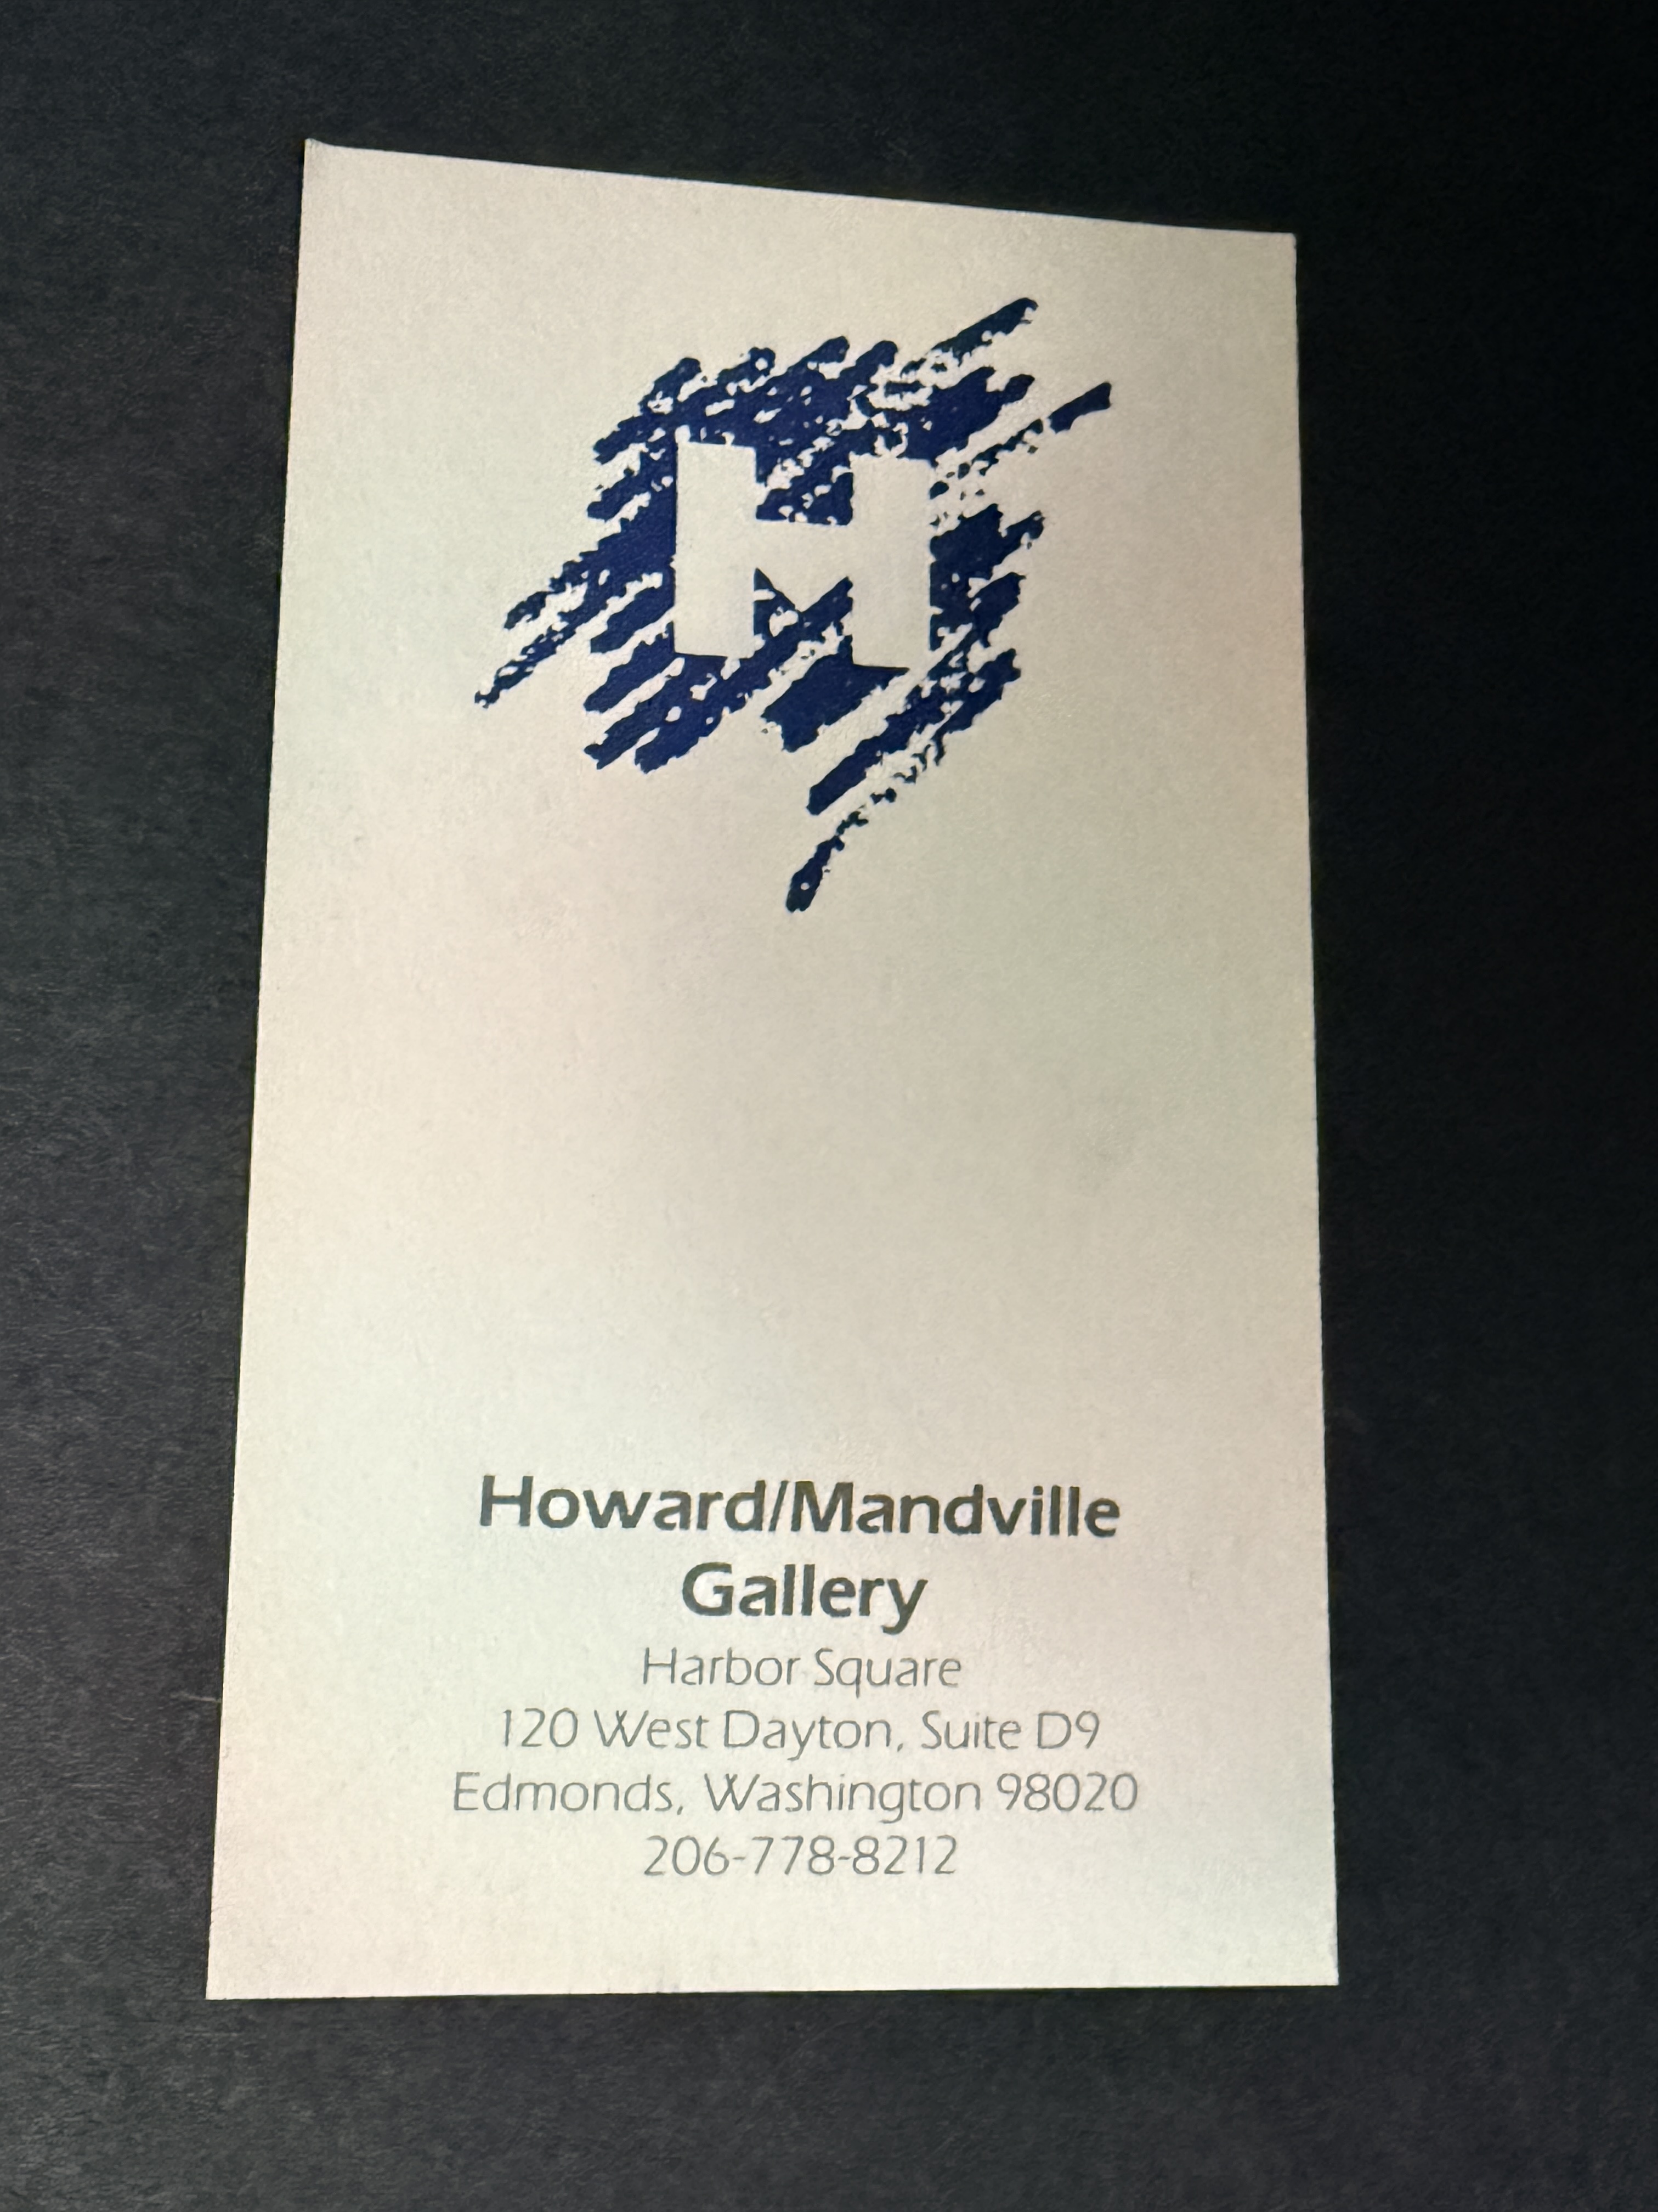 H
Howard/Mandville
Gallery
Harbor Square
120 West Dayton, Suite D9
Edmonds, Washington 98020
206-778-8212